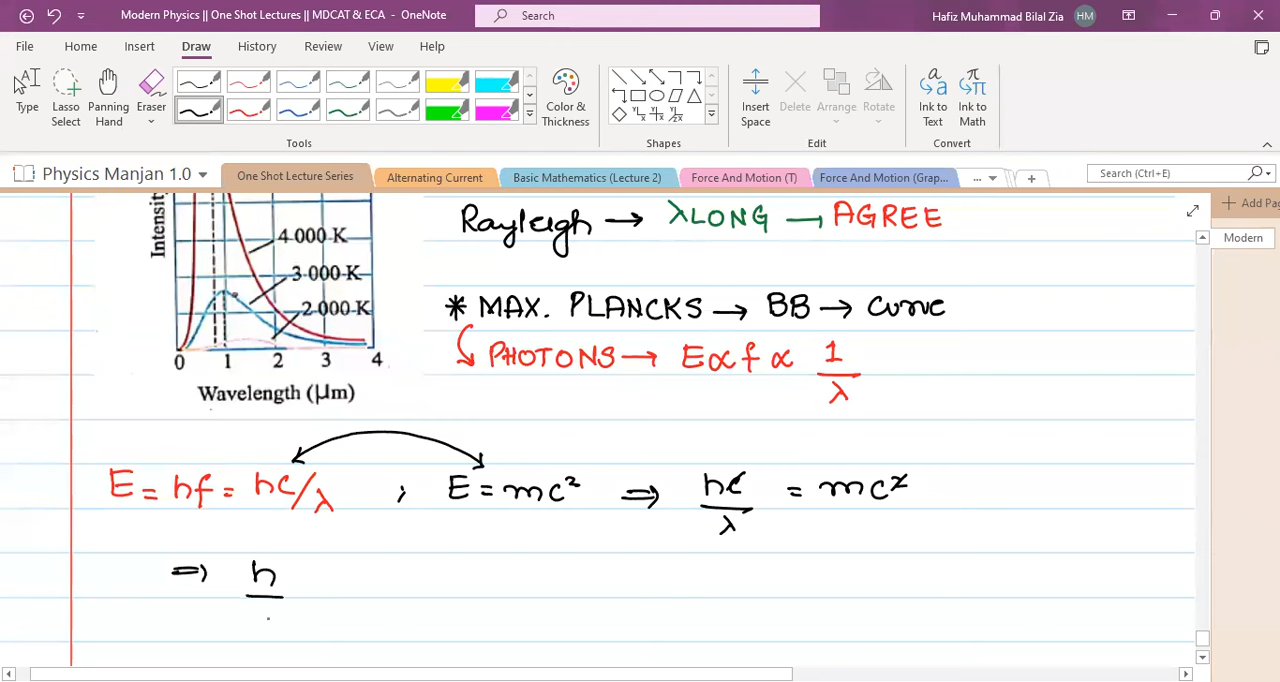 Modern Physics || One Shot Lectures || MDCAT & ECA - OneNote
Search
Hafiz Muhammad Bilal Zia HM
File Home Insert Draw History Review View Help
Type
Lasso Select
Panning Hand
Eraser
Color & Thickness
Insert Space
Delete
Arrange
Rotate
Ink to Text
Ink to Math
Tools Shapes Edit Convert
Physics Manjan 1.0
One Shot Lecture Series
Alternating Current
Basic Mathematics (Lecture 2)
Force And Motion (T)
Force And Motion (Grap...
...
Search (Ctrl+E)
Add Pag
Modern
Intensity
4 000 K
3 000 K
2 000 K
0 1 2 3 4
Wavelength (μm)
Rayleigh → λ LONG → AGREE
* MAX. PLANCKS → BB → curve
PHOTONS → E ∝ f ∝ 1/λ
E = hf = hc/λ ; E = mc² ⇒ hc/λ = mc²
⇒ h